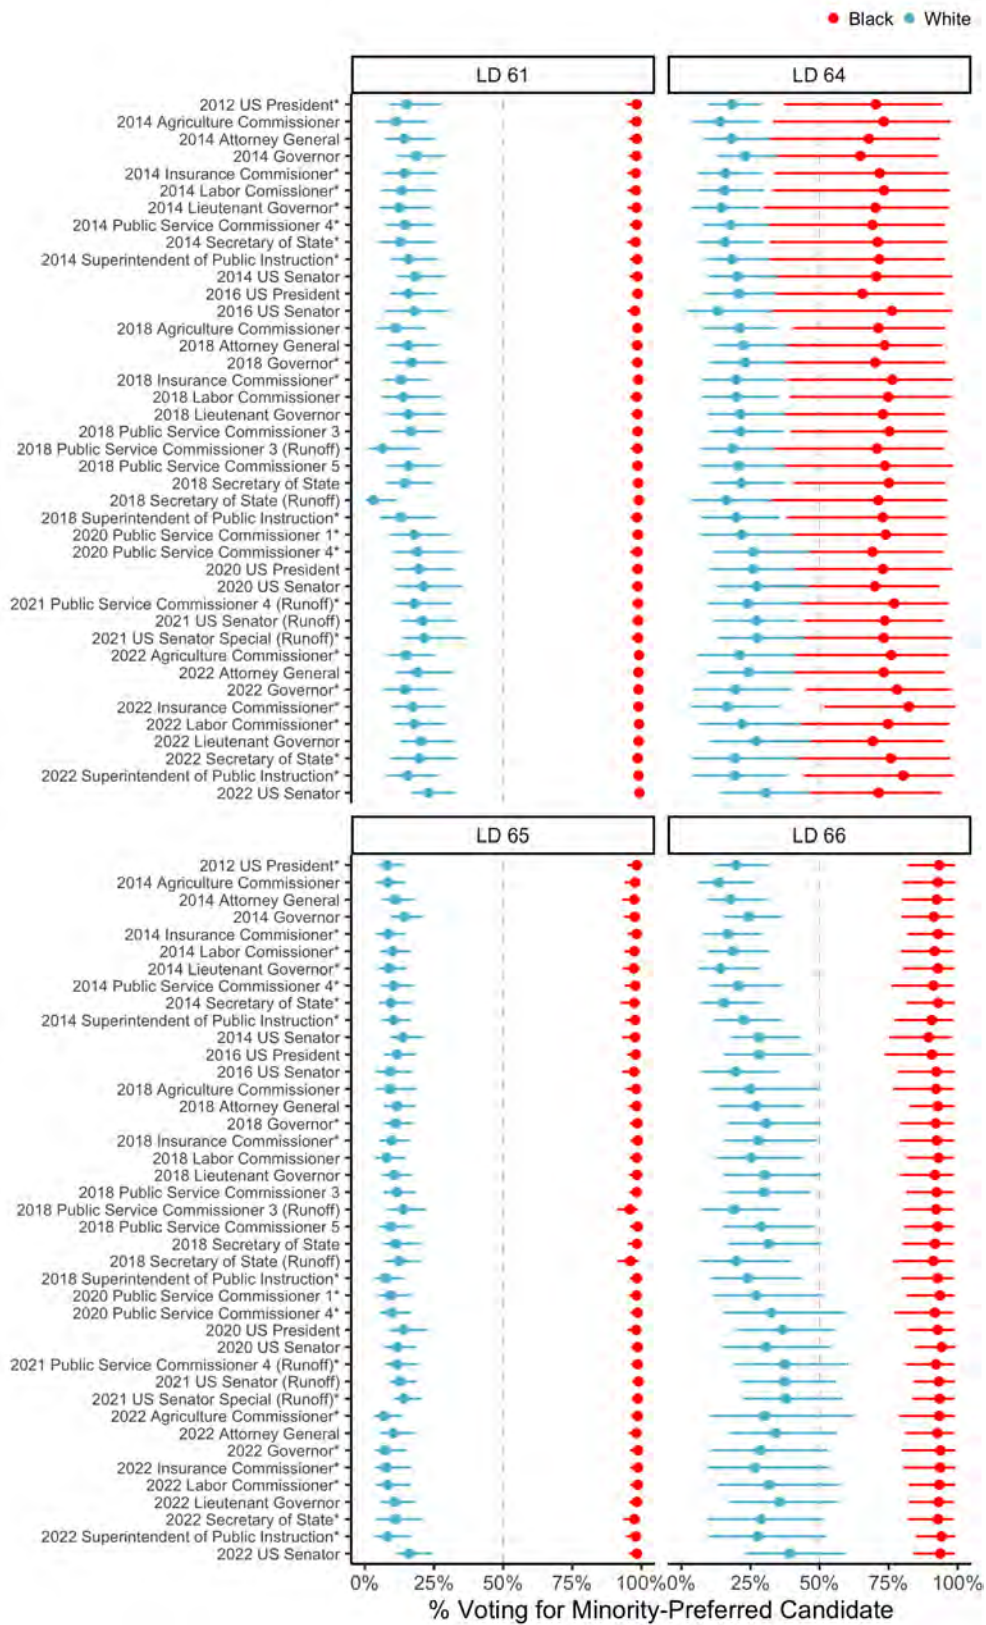 Black White
LD 61 LD 64
2012 US President*
2014 Agriculture Commissioner
2014 Attorney General
2014 Governor
2014 Insurance Commisioner*
2014 Labor Comissioner*
2014 Lieutenant Governor*
2014 Public Service Commissioner 4*
2014 Secretary of State*
2014 Superintendent of Public Instruction*
2014 US Senator
2016 US President
2016 US Senator
2018 Agriculture Commissioner
2018 Attorney General
2018 Governor*
2018 Insurance Commissioner*
2018 Labor Commissioner
2018 Lieutenant Governor
2018 Public Service Commissioner 3
2018 Public Service Commissioner 3 (Runoff)
2018 Public Service Commissioner 5
2018 Secretary of State
2018 Secretary of State (Runoff)
2018 Superintendent of Public Instruction*
2020 Public Service Commissioner 1*
2020 Public Service Commissioner 4*
2020 US President
2020 US Senator
2021 Public Service Commissioner 4 (Runoff)*
2021 US Senator (Runoff)
2021 US Senator Special (Runoff)*
2022 Agriculture Commissioner*
2022 Attorney General
2022 Governor*
2022 Insurance Commissioner*
2022 Labor Commissioner*
2022 Lieutenant Governor
2022 Secretary of State*
2022 Superintendent of Public Instruction*
2022 US Senator
LD 65 LD 66
2012 US President*
2014 Agriculture Commissioner
2014 Attorney General
2014 Governor
2014 Insurance Commisioner*
2014 Labor Comissioner*
2014 Lieutenant Governor*
2014 Public Service Commissioner 4*
2014 Secretary of State*
2014 Superintendent of Public Instruction*
2014 US Senator
2016 US President
2016 US Senator
2018 Agriculture Commissioner
2018 Attorney General
2018 Governor*
2018 Insurance Commissioner*
2018 Labor Commissioner
2018 Lieutenant Governor
2018 Public Service Commissioner 3
2018 Public Service Commissioner 3 (Runoff)
2018 Public Service Commissioner 5
2018 Secretary of State
2018 Secretary of State (Runoff)
2018 Superintendent of Public Instruction*
2020 Public Service Commissioner 1*
2020 Public Service Commissioner 4*
2020 US President
2020 US Senator
2021 Public Service Commissioner 4 (Runoff)*
2021 US Senator (Runoff)
2021 US Senator Special (Runoff)*
2022 Agriculture Commissioner*
2022 Attorney General
2022 Governor*
2022 Insurance Commissioner*
2022 Labor Commissioner*
2022 Lieutenant Governor
2022 Secretary of State*
2022 Superintendent of Public Instruction*
2022 US Senator
0% 25% 50% 75% 100% 0% 25% 50% 75% 100%
% Voting for Minority-Preferred Candidate